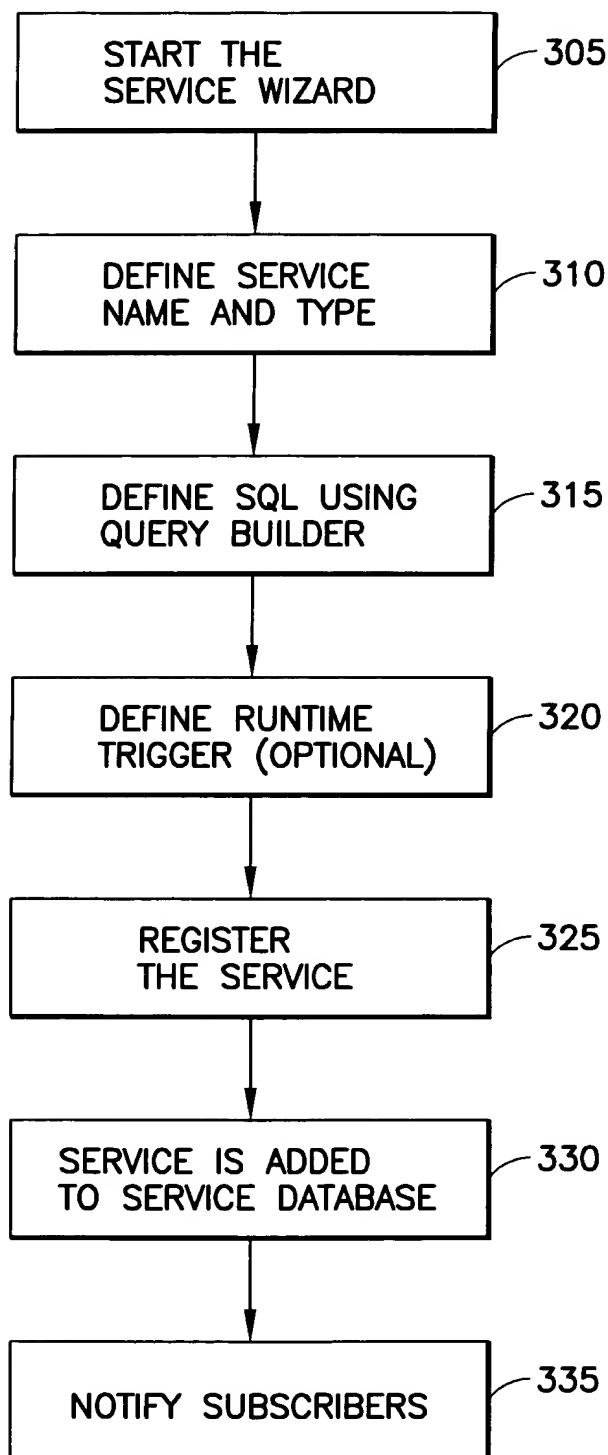 START THE
SERVICE WIZARD
305
DEFINE SERVICE
NAME AND TYPE
310
DEFINE SQL USING
QUERY BUILDER
315
DEFINE RUNTIME
TRIGGER (OPTIONAL)
320
REGISTER
THE SERVICE
325
SERVICE IS ADDED
TO SERVICE DATABASE
330
NOTIFY SUBSCRIBERS
335